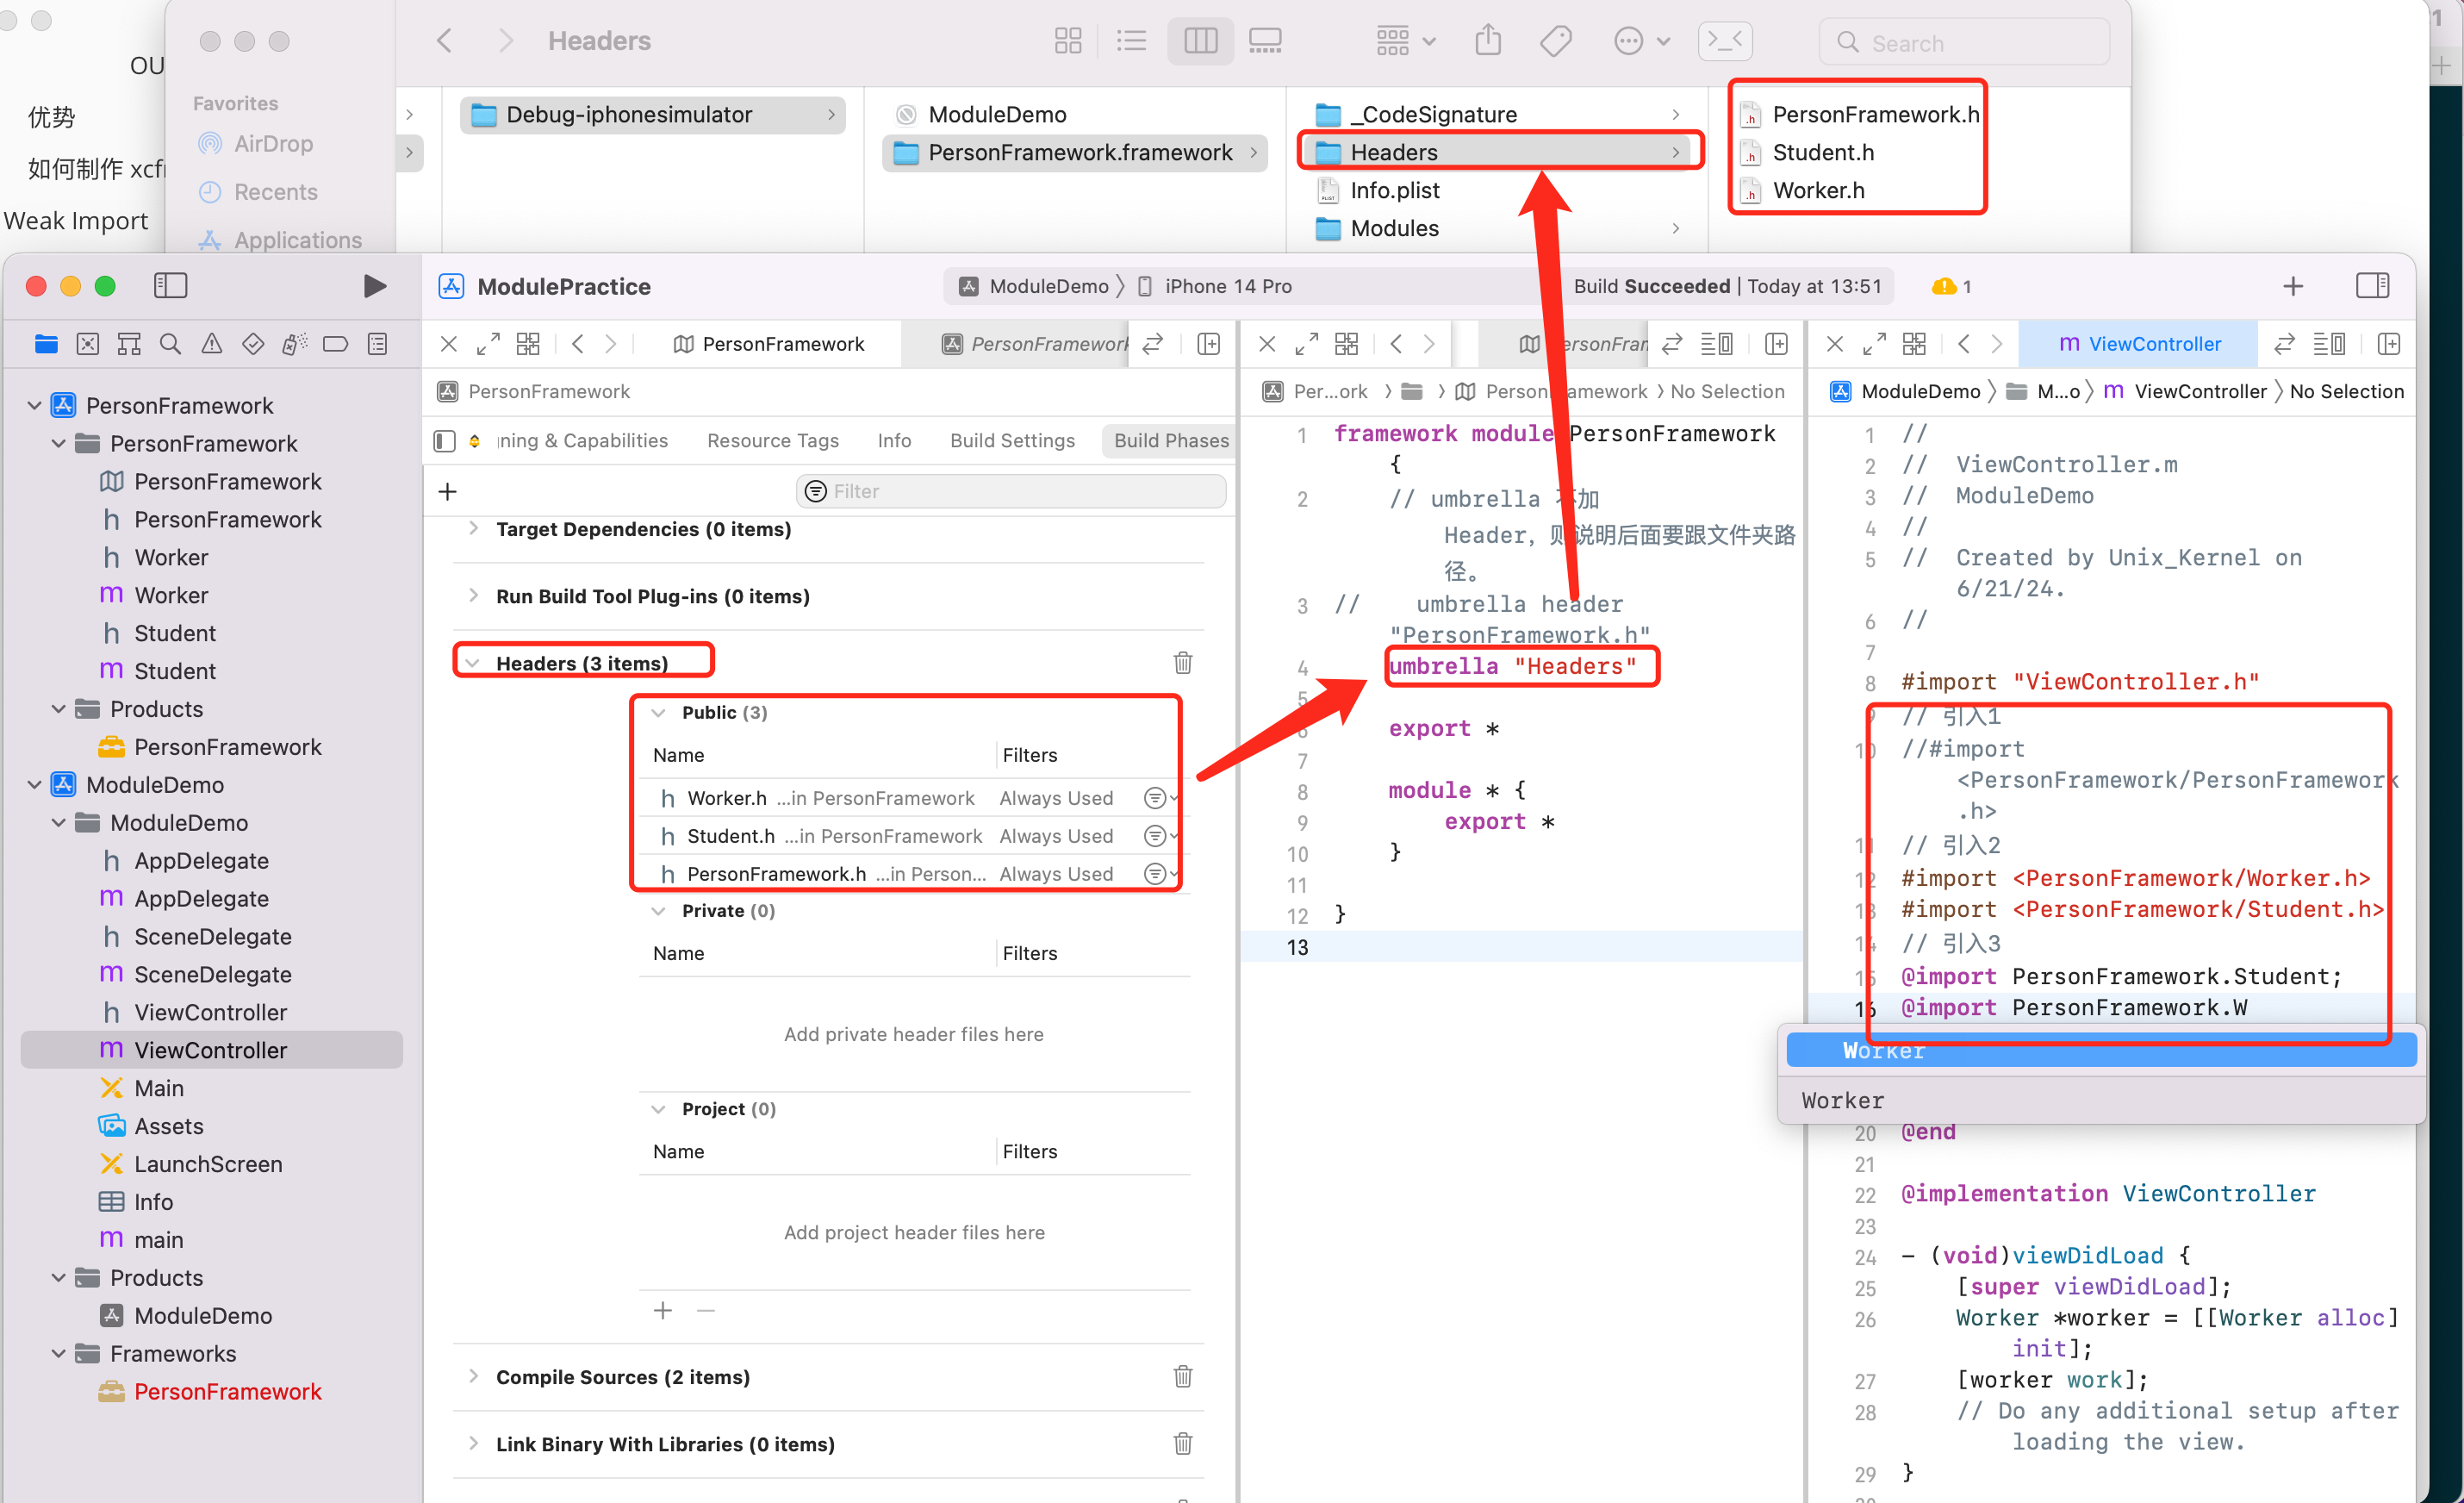 OU
优势
如何制作 xcf
Weak Import
Headers
Search
Favorites
AirDrop
Recents
Applications
Debug-iphonesimulator
ModuleDemo
PersonFramework.framework
_CodeSignature
Headers
Info.plist
Modules
PersonFramework.h
Student.h
Worker.h
ModulePractice
ModuleDemo
iPhone 14 Pro
Build Succeeded | Today at 13:51
1
PersonFramework
PersonFramework
ViewController
PersonFramework
Per...ork
PersonFramework
No Selection
ModuleDemo
M...o
ViewController
No Selection
PersonFramework
PersonFramework
PersonFramework
PersonFramework
Worker
Worker
Student
Student
Products
PersonFramework
ModuleDemo
ModuleDemo
AppDelegate
AppDelegate
SceneDelegate
SceneDelegate
ViewController
ViewController
Main
Assets
LaunchScreen
Info
main
Products
ModuleDemo
Frameworks
PersonFramework
ning & Capabilities
Resource Tags
Info
Build Settings
Build Phases
Filter
Target Dependencies (0 items)
Run Build Tool Plug-ins (0 items)
Headers (3 items)
Public (3)
Name Filters
Worker.h ...in PersonFramework Always Used
Student.h ...in PersonFramework Always Used
PersonFramework.h ...in Person... Always Used
Private (0)
Name Filters
Add private header files here
Project (0)
Name Filters
Add project header files here
Compile Sources (2 items)
Link Binary With Libraries (0 items)
1 framework module PersonFramework
{
2 // umbrella 不加
Header，则说明后面要跟文件夹路
径。
3 // umbrella header
"PersonFramework.h"
4 umbrella "Headers"
5
6 export *
7
8 module * {
9 export *
10 }
11
12 }
13
1 //
2 // ViewController.m
3 // ModuleDemo
4 //
5 // Created by Unix_Kernel on
6/21/24.
6 //
7
8 #import "ViewController.h"
9 // 引入1
10 //#import
<PersonFramework/PersonFramework
.h>
11 // 引入2
12 #import <PersonFramework/Worker.h>
13 #import <PersonFramework/Student.h>
14 // 引入3
15 @import PersonFramework.Student;
16 @import PersonFramework.W
Worker
Worker
20 @end
21
22 @implementation ViewController
23
24 - (void)viewDidLoad {
25 [super viewDidLoad];
26 Worker *worker = [[Worker alloc]
init];
27 [worker work];
28 // Do any additional setup after
loading the view.
29 }